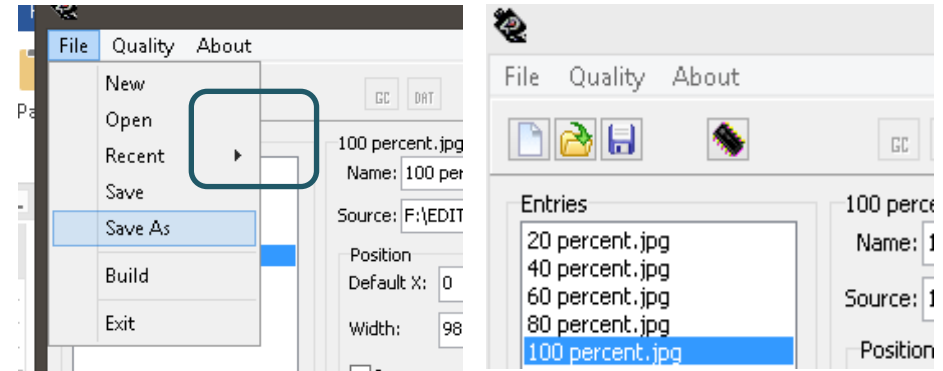 File Quality About
New
Open
Recent
Save
Save As
Build
Exit
GC DAT
100 percent.jpg
Name: 100 per
Source: F:\EDIT
Position
Default X: 0
Width: 98
File Quality About
GC
Entries
20 percent.jpg
40 percent.jpg
60 percent.jpg
80 percent.jpg
100 percent.jpg
100 perce
Name: 1
Source: 1
Position